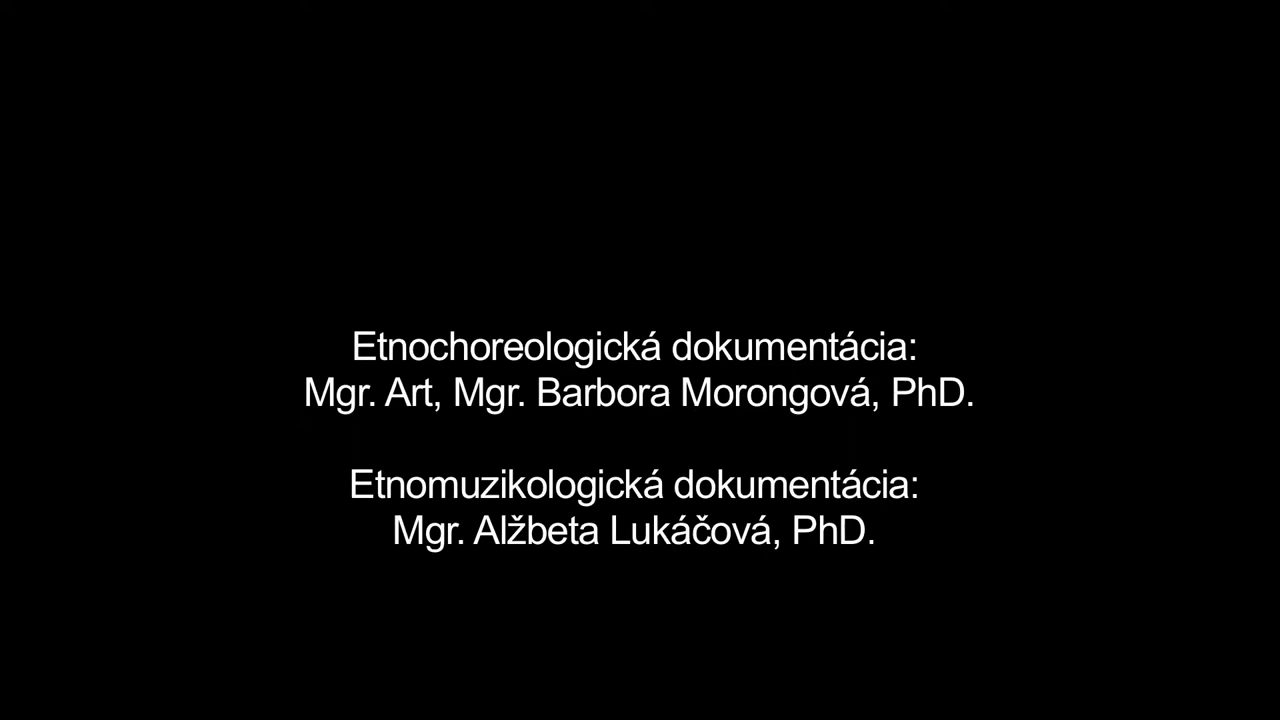 Etnochoreologická dokumentácia:
Mgr. Art, Mgr. Barbora Morongová, PhD.
Etnomuzikologická dokumentácia:
Mgr. Alžbeta Lukáčová, PhD.